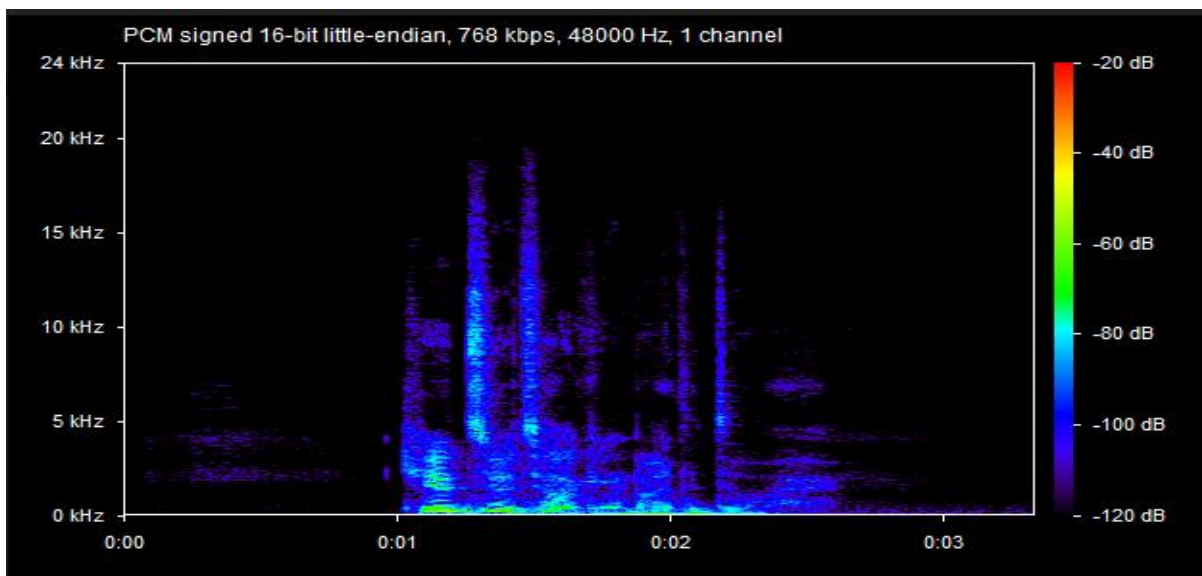 PCM signed 16-bit little-endian, 768 kbps, 48000 Hz, 1 channel
24 kHz
20 kHz
15 kHz
10 kHz
5 kHz
0 kHz
-20 dB
-40 dB
-60 dB
-80 dB
-100 dB
-120 dB
0:00
0:01
0:02
0:03